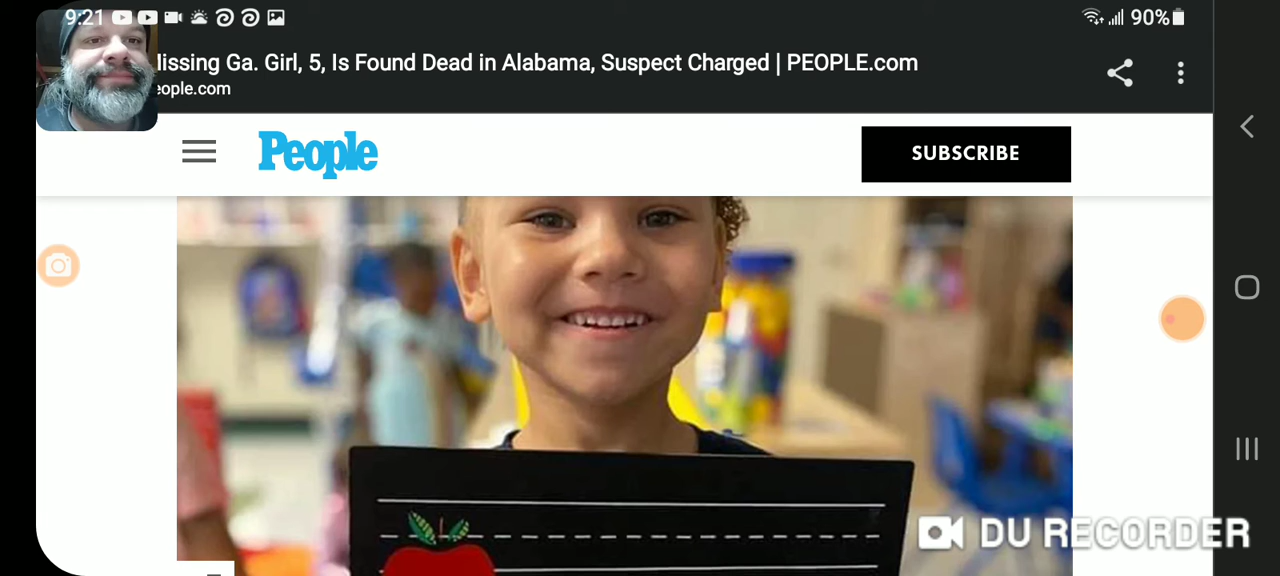 9:21
90%
issing Ga. Girl, 5, Is Found Dead in Alabama, Suspect Charged | PEOPLE.com
eople.com
People
SUBSCRIBE
DU RECORDER